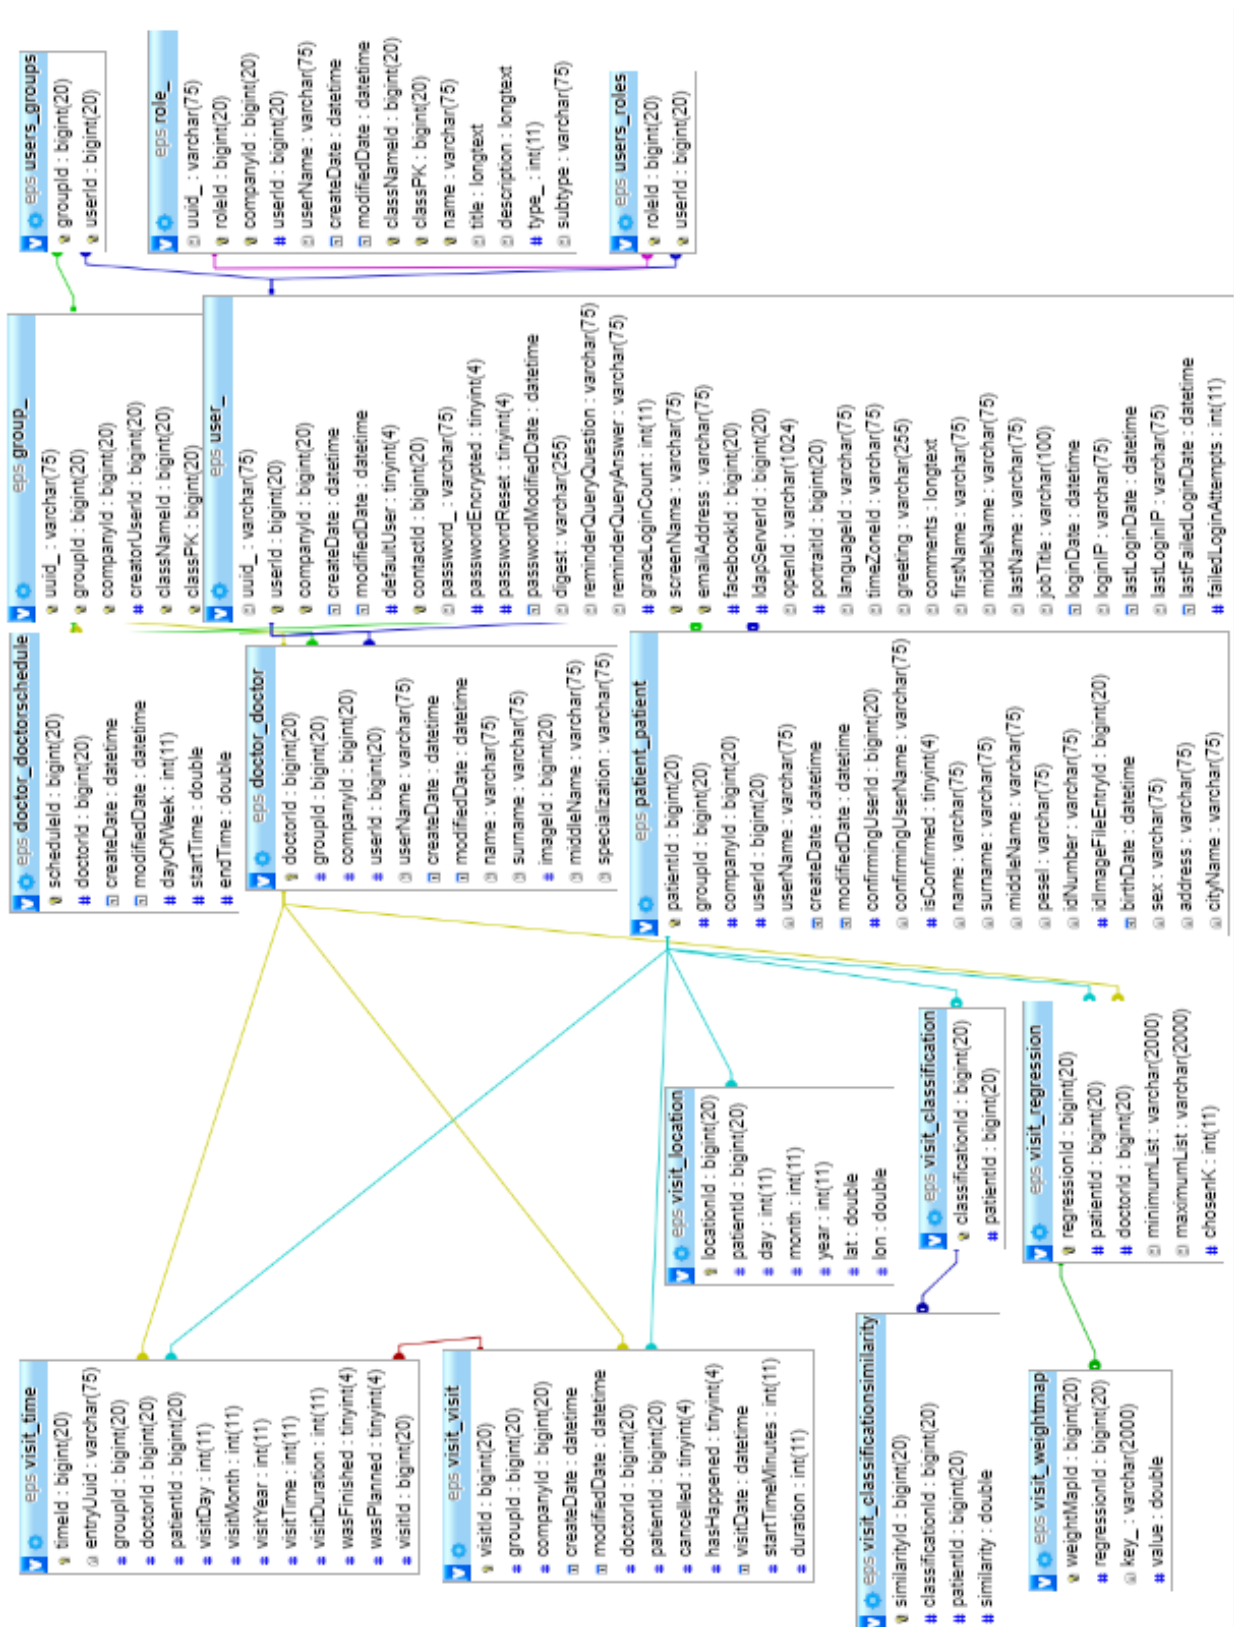 eps visit_time
timeId : bigint(20)
entryUuid : varchar(75)
groupId : bigint(20)
doctorId : bigint(20)
patientId : bigint(20)
visitDay : int(11)
visitMonth : int(11)
visitYear : int(11)
visitTime : int(11)
visitDuration : int(11)
wasFinished : tinyint(4)
wasPlanned : tinyint(4)
visitId : bigint(20)
eps visit_visit
visitId : bigint(20)
groupId : bigint(20)
companyId : bigint(20)
createDate : datetime
modifiedDate : datetime
doctorId : bigint(20)
patientId : bigint(20)
cancelled : tinyint(4)
hasHappened : tinyint(4)
visitDate : datetime
startTimeMinutes : int(11)
duration : int(11)
eps visit_classificationsimilarity
similarityId : bigint(20)
# classificationId : bigint(20)
# patientId : bigint(20)
# similarity : double
eps visit_weightmap
weightMapId : bigint(20)
# regressionId : bigint(20)
key_ : varchar(2000)
# value : double
eps visit_location
locationId : bigint(20)
patientId : bigint(20)
day : int(11)
month : int(11)
year : int(11)
lat : double
lon : double
eps visit_classification
classificationId : bigint(20)
# patientId : bigint(20)
eps visit_regression
regressionId : bigint(20)
# patientId : bigint(20)
# doctorId : bigint(20)
minimumList : varchar(2000)
maximumList : varchar(2000)
# chosenK : int(11)
eps doctor_doctorschedule
scheduleId : bigint(20)
# doctorId : bigint(20)
createDate : datetime
modifiedDate : datetime
# dayOfWeek : int(11)
# startTime : double
# endTime : double
eps doctor_doctor
doctorId : bigint(20)
groupId : bigint(20)
companyId : bigint(20)
userId : bigint(20)
userName : varchar(75)
createDate : datetime
modifiedDate : datetime
name : varchar(75)
surname : varchar(75)
imageId : bigint(20)
middleName : varchar(75)
specialization : varchar(75)
eps patient_patient
patientId : bigint(20)
# groupId : bigint(20)
# companyId : bigint(20)
# userId : bigint(20)
userName : varchar(75)
createDate : datetime
modifiedDate : datetime
# confirmingUserId : bigint(20)
confirmingUserName : varchar(75)
# isConfirmed : tinyint(4)
name : varchar(75)
surname : varchar(75)
middleName : varchar(75)
pesel : varchar(75)
idNumber : varchar(75)
# idImageFileEntryId : bigint(20)
birthDate : datetime
sex : varchar(75)
address : varchar(75)
cityName : varchar(75)
eps group_
uuid_ : varchar(75)
groupId : bigint(20)
companyId : bigint(20)
# creatorUserId : bigint(20)
classNameId : bigint(20)
classPK : bigint(20)
eps user_
uuid_ : varchar(75)
userId : bigint(20)
companyId : bigint(20)
createDate : datetime
modifiedDate : datetime
# defaultUser : tinyint(4)
contactId : bigint(20)
password_ : varchar(75)
# passwordEncrypted : tinyint(4)
# passwordReset : tinyint(4)
passwordModifiedDate : datetime
digest : varchar(255)
reminderQueryQuestion : varchar(75)
reminderQueryAnswer : varchar(75)
# graceLoginCount : int(11)
screenName : varchar(75)
emailAddress : varchar(75)
# facebookId : bigint(20)
# ldapServerId : bigint(20)
openId : varchar(1024)
# portraitId : bigint(20)
languageId : varchar(75)
timeZoneId : varchar(75)
greeting : varchar(255)
comments : longtext
firstName : varchar(75)
middleName : varchar(75)
lastName : varchar(75)
jobTitle : varchar(100)
loginDate : datetime
loginIP : varchar(75)
lastLoginDate : datetime
lastLoginIP : varchar(75)
lastFailedLoginDate : datetime
# failedLoginAttempts : int(11)
eps users_groups
groupId : bigint(20)
userId : bigint(20)
eps role_
uuid_ : varchar(75)
roleId : bigint(20)
companyId : bigint(20)
# userId : bigint(20)
userName : varchar(75)
createDate : datetime
modifiedDate : datetime
classNameId : bigint(20)
classPK : bigint(20)
name : varchar(75)
title : longtext
description : longtext
# type_ : int(11)
subtype : varchar(75)
eps users_roles
roleId : bigint(20)
userId : bigint(20)